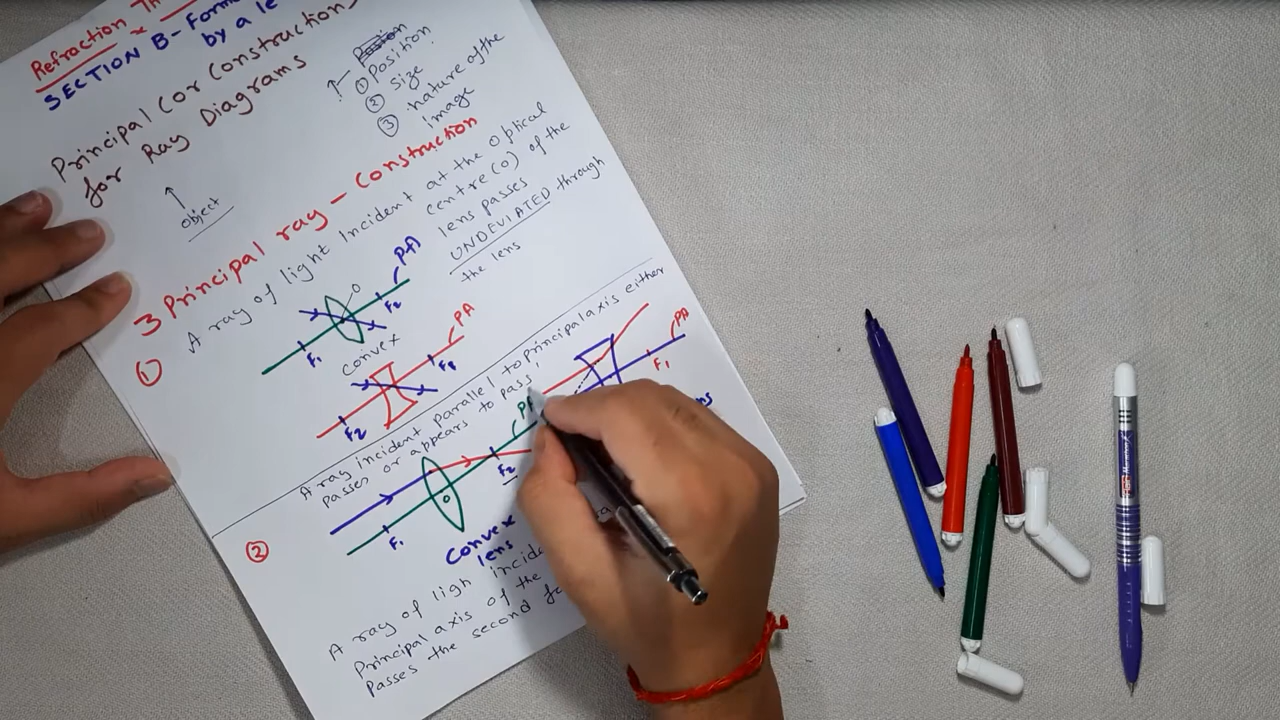 Refraction Th
SECTION B- Form
by a le
Principal (or Construction)
for Ray Diagrams
① Position
② Size
③ nature of the
image
object
3 Principal ray - Construction
① A ray of light Incident at the optical
centre (o) of the
lens passes
UNDEVIATED through
the lens
O
PA
F2
F1
convex
PA
F2
A ray incident parallel to principal axis either
passes or appears to pass
PA
F1
PA
F2
O
F1
②
Convex
lens
A ray of ligh incide
Principal axis of the
Passes the second fo